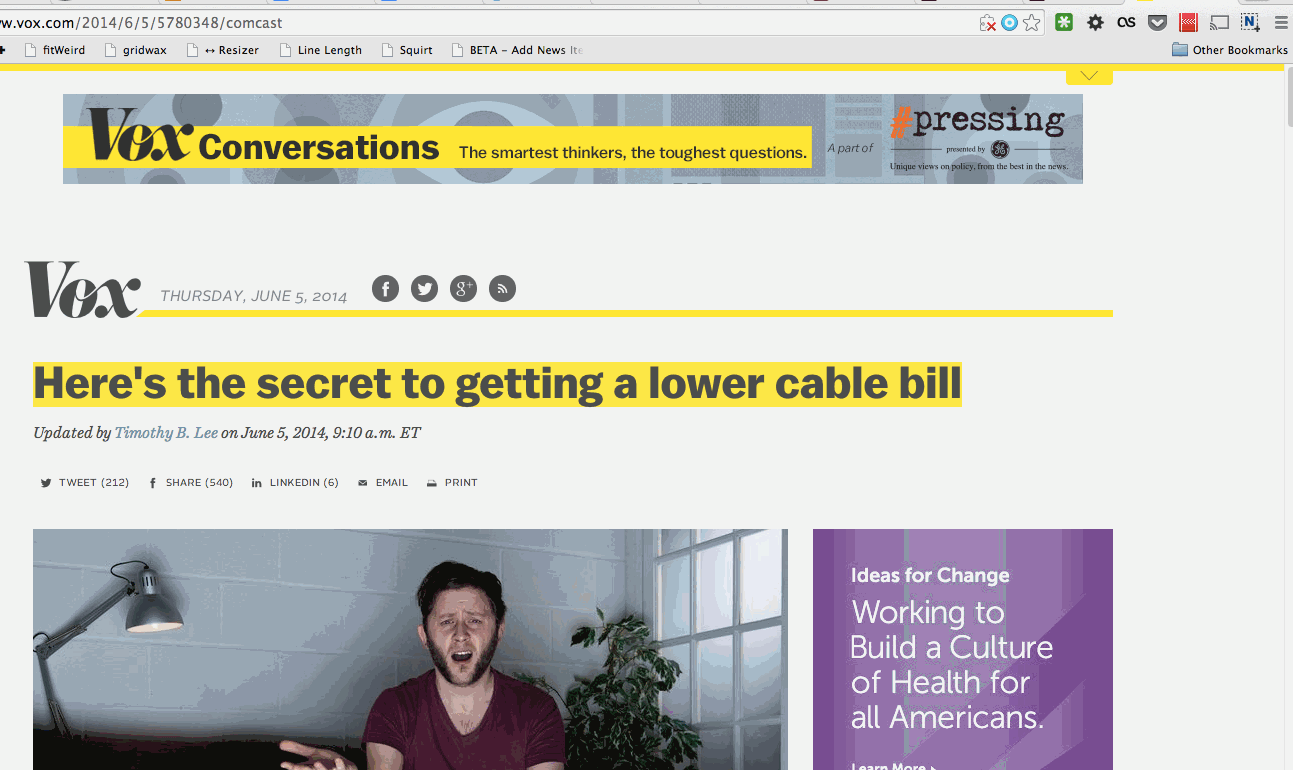 w.vox.com/2014/6/5/5780348/comcast
fitWeird gridwax ↔ Resizer Line Length Squirt BETA – Add News Ite Other Bookmarks
Vox Conversations The smartest thinkers, the toughest questions.
A part of
#pressing
presented by
Unique views on policy, from the best in the news.
Vox THURSDAY, JUNE 5, 2014
Here's the secret to getting a lower cable bill
Updated by Timothy B. Lee on June 5, 2014, 9:10 a.m. ET
TWEET (212) SHARE (540) LINKEDIN (6) EMAIL PRINT
Ideas for Change
Working to
Build a Culture
of Health for
all Americans.
Learn More